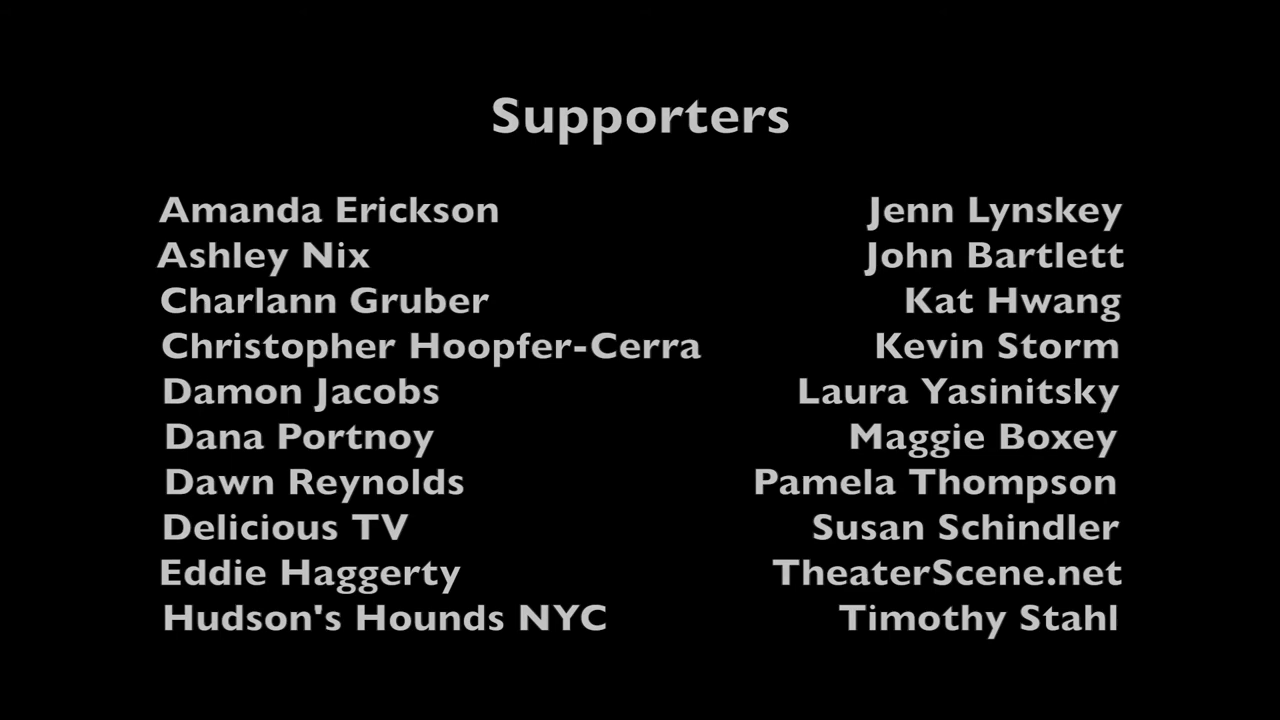 Supporters
Amanda Erickson
Ashley Nix
Charlann Gruber
Christopher Hoopfer-Cerra
Damon Jacobs
Dana Portnoy
Dawn Reynolds
Delicious TV
Eddie Haggerty
Hudson's Hounds NYC
Jenn Lynskey
John Bartlett
Kat Hwang
Kevin Storm
Laura Yasinitsky
Maggie Boxey
Pamela Thompson
Susan Schindler
TheaterScene.net
Timothy Stahl